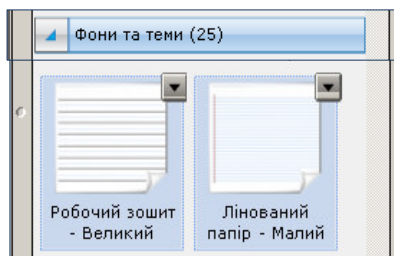 Фони та теми (25)
Робочий зошит
- Великий
Лінований
папір - Малий